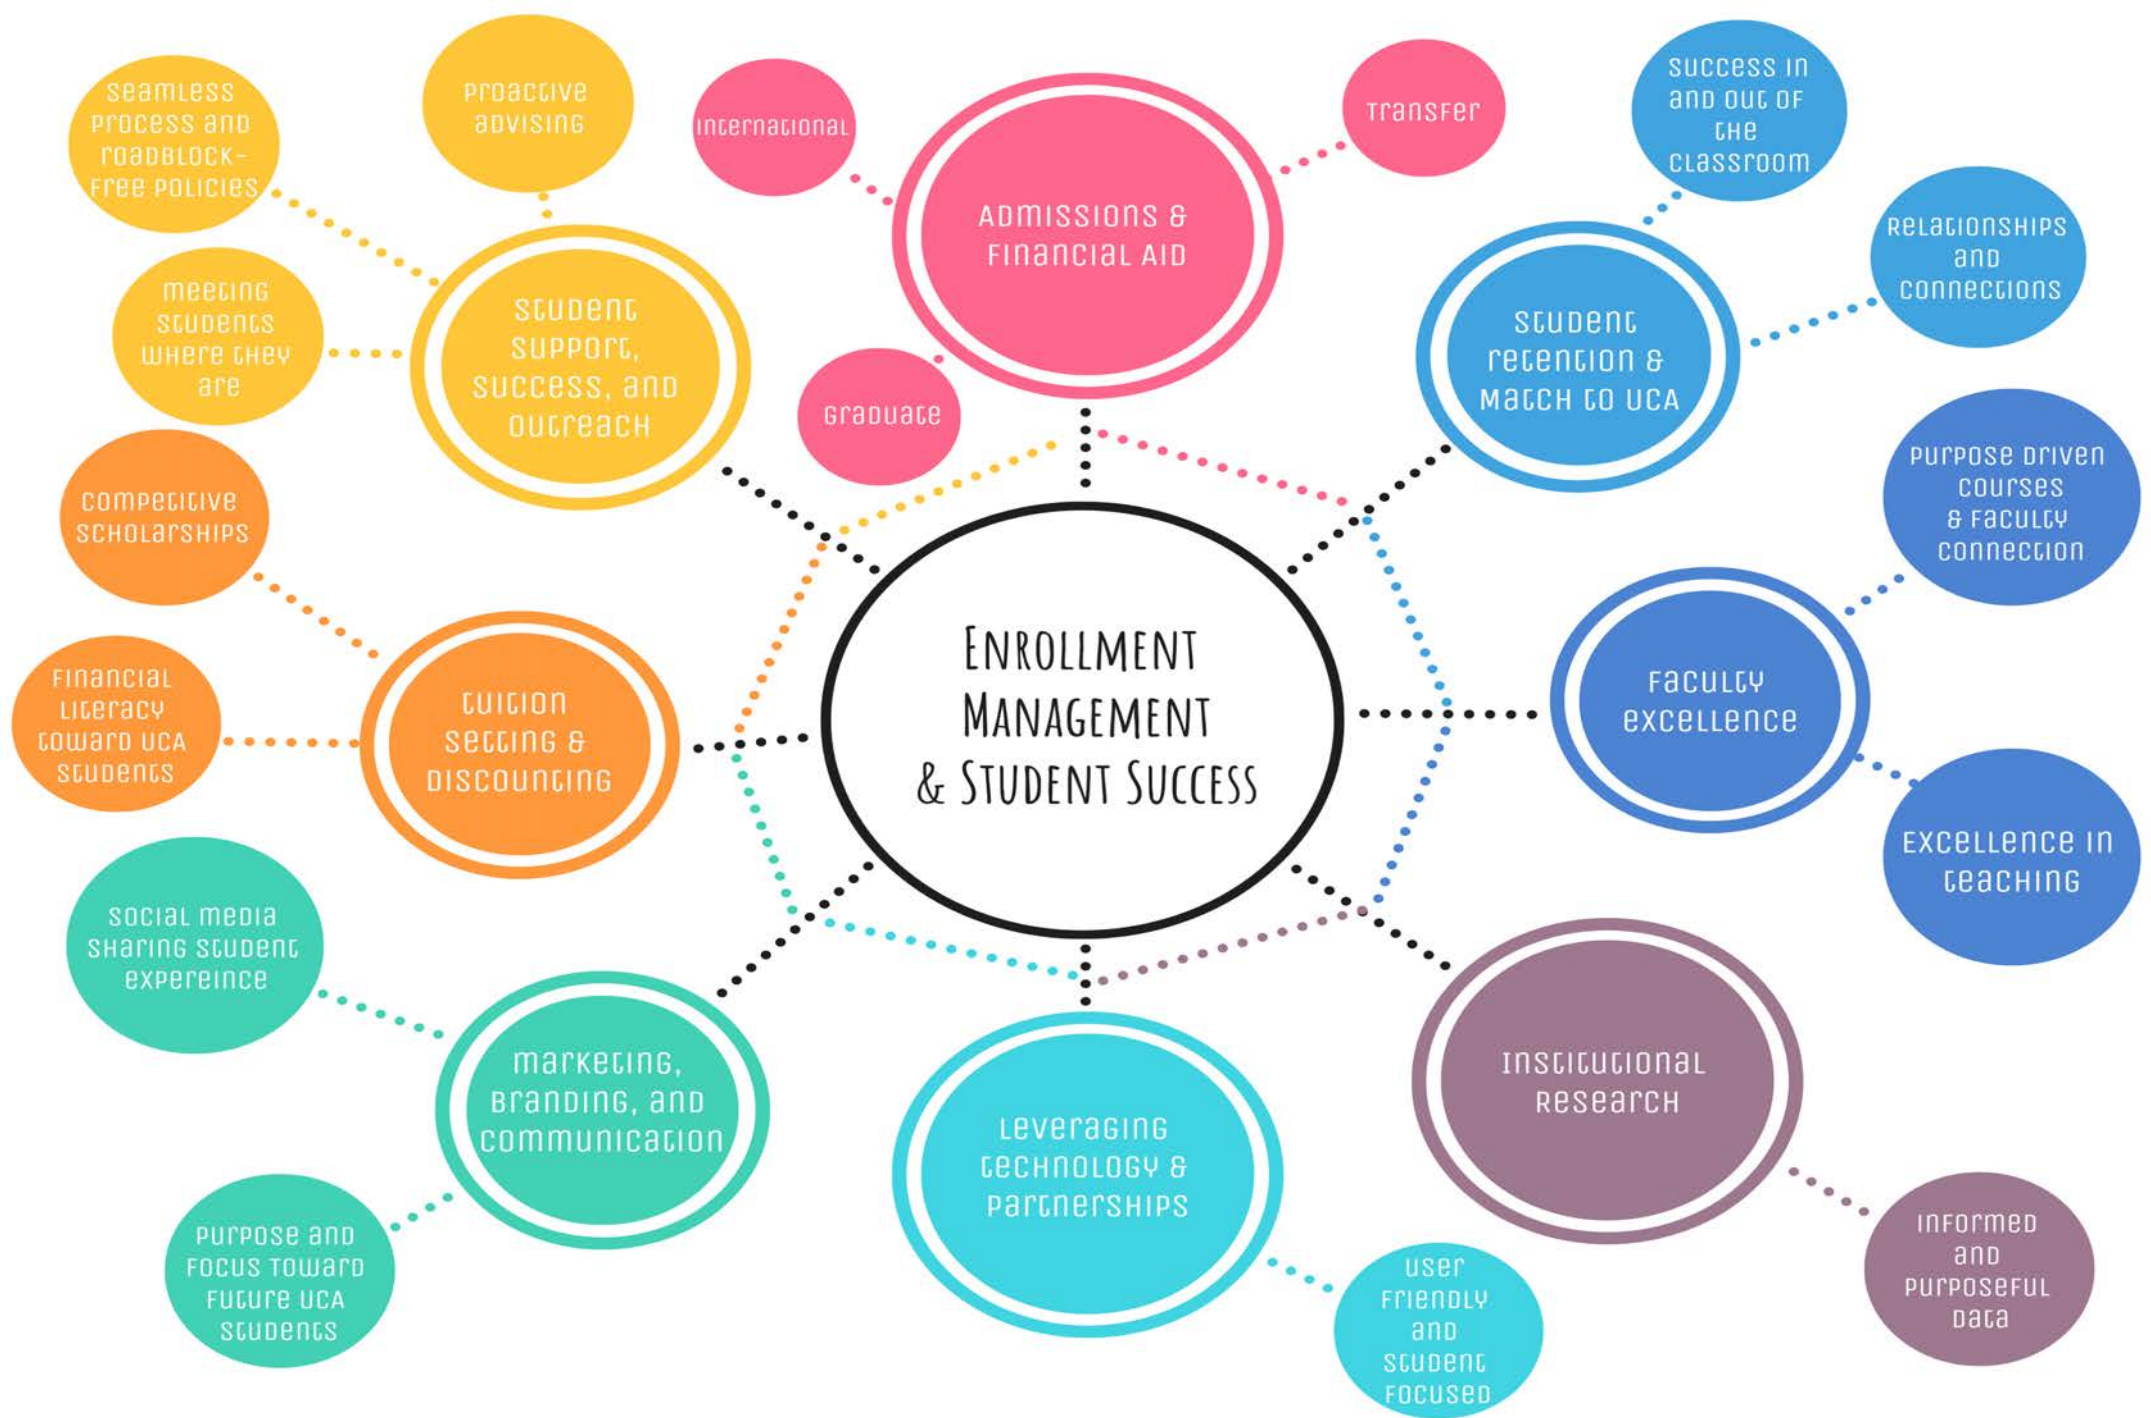 Seamless
process and
roadblock-
free policies
Proactive
advising
International
Admissions &
Financial Aid
Transfer
Success in
and out of
the
classroom
Relationships
and
connections
Meeting
students
where they
are
Student
support,
success, and
outreach
Graduate
Student
retention &
Match to UCA
Purpose driven
courses
& faculty
connection
Competitive
scholarships
Financial
literacy
toward UCA
students
Tuition
setting &
discounting
ENROLLMENT
MANAGEMENT
& STUDENT SUCCESS
Faculty
excellence
Excellence in
teaching
Social media
sharing student
expereince
Marketing,
branding, and
communication
Purpose and
focus toward
future UCA
students
Leveraging
technology &
partnerships
User
friendly
and
student
focused
Institutional
Research
Informed
and
purposeful
data